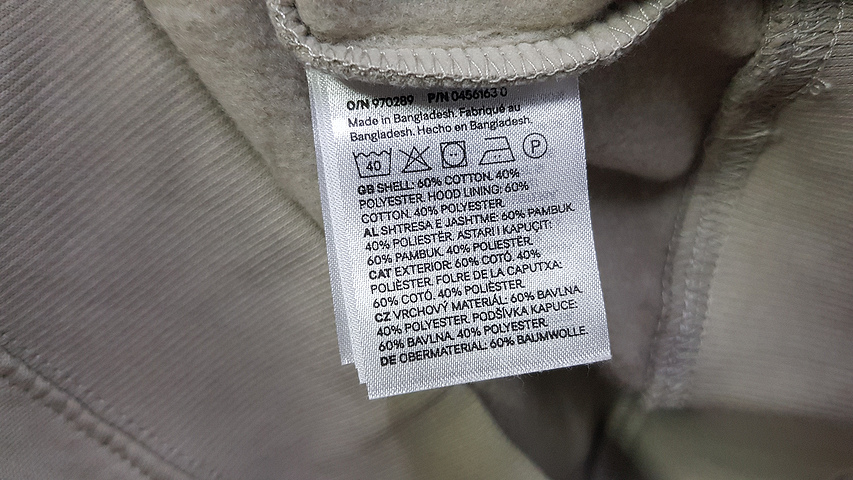 O/N 970289 P/N 0456163 0
Made in Bangladesh. Fabriqué au
Bangladesh. Hecho en Bangladesh.
40 P
GB SHELL: 60% COTTON. 40%
POLYESTER. HOOD LINING: 60%
COTTON. 40% POLYESTER.
AL SHTRESA E JASHTME: 60% PAMBUK.
40% POLIESTËR. ASTARI I KAPUÇIT:
60% PAMBUK. 40% POLIESTËR.
CAT EXTERIOR: 60% COTÓ. 40%
POLIÈSTER. FOLRE DE LA CAPUTXA:
60% COTÓ. 40% POLIÈSTER.
CZ VRCHOVÝ MATERIÁL: 60% BAVLNA.
40% POLYESTER. PODŠÍVKA KAPUCE:
60% BAVLNA. 40% POLYESTER.
DE OBERMATERIAL: 60% BAUMWOLLE.